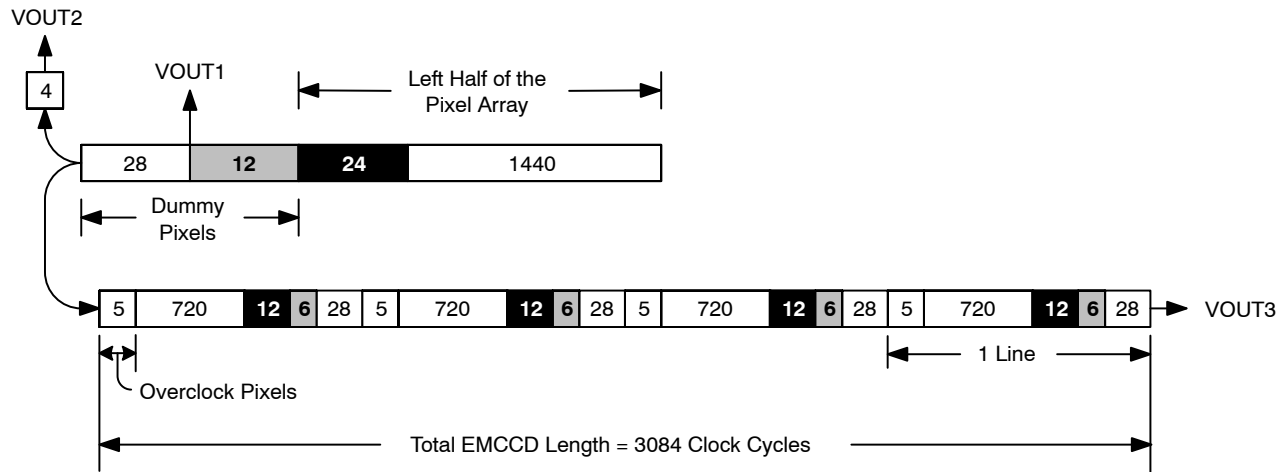 VOUT2
4
VOUT1
Left Half of the
Pixel Array
28 12 24 1440
Dummy
Pixels
5 720 12 6 28 5 720 12 6 28 5 720 12 6 28 5 720 12 6 28 VOUT3
1 Line
Overclock Pixels
Total EMCCD Length = 3084 Clock Cycles